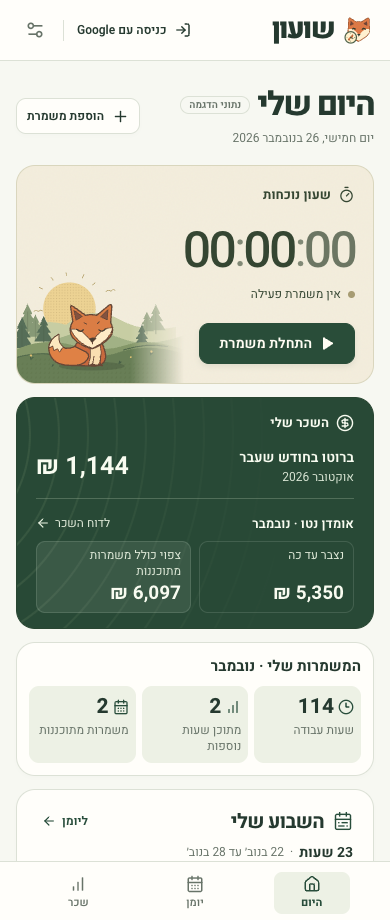 שועון
כניסה עם Google
היום שלי
נתוני הדגמה
יום חמישי, 26 בנובמבר 2026
הוספת משמרת
שעון נוכחות
00:00:00
אין משמרת פעילה
התחלת משמרת
השכר שלי
ברוטו בחודש שעבר
אוקטובר 2026
1,144 ₪
אומדן נטו · נובמבר
לדוח השכר
נצבר עד כה
5,350 ₪
צפוי כולל משמרות
מתוכננות
6,097 ₪
המשמרות שלי · נובמבר
114
שעות עבודה
2
מתוכן שעות
נוספות
2
משמרות מתוכננות
השבוע שלי
ליומן
23 שעות · 22 בנוב׳ עד 28 בנוב׳
היום
יומן
שכר